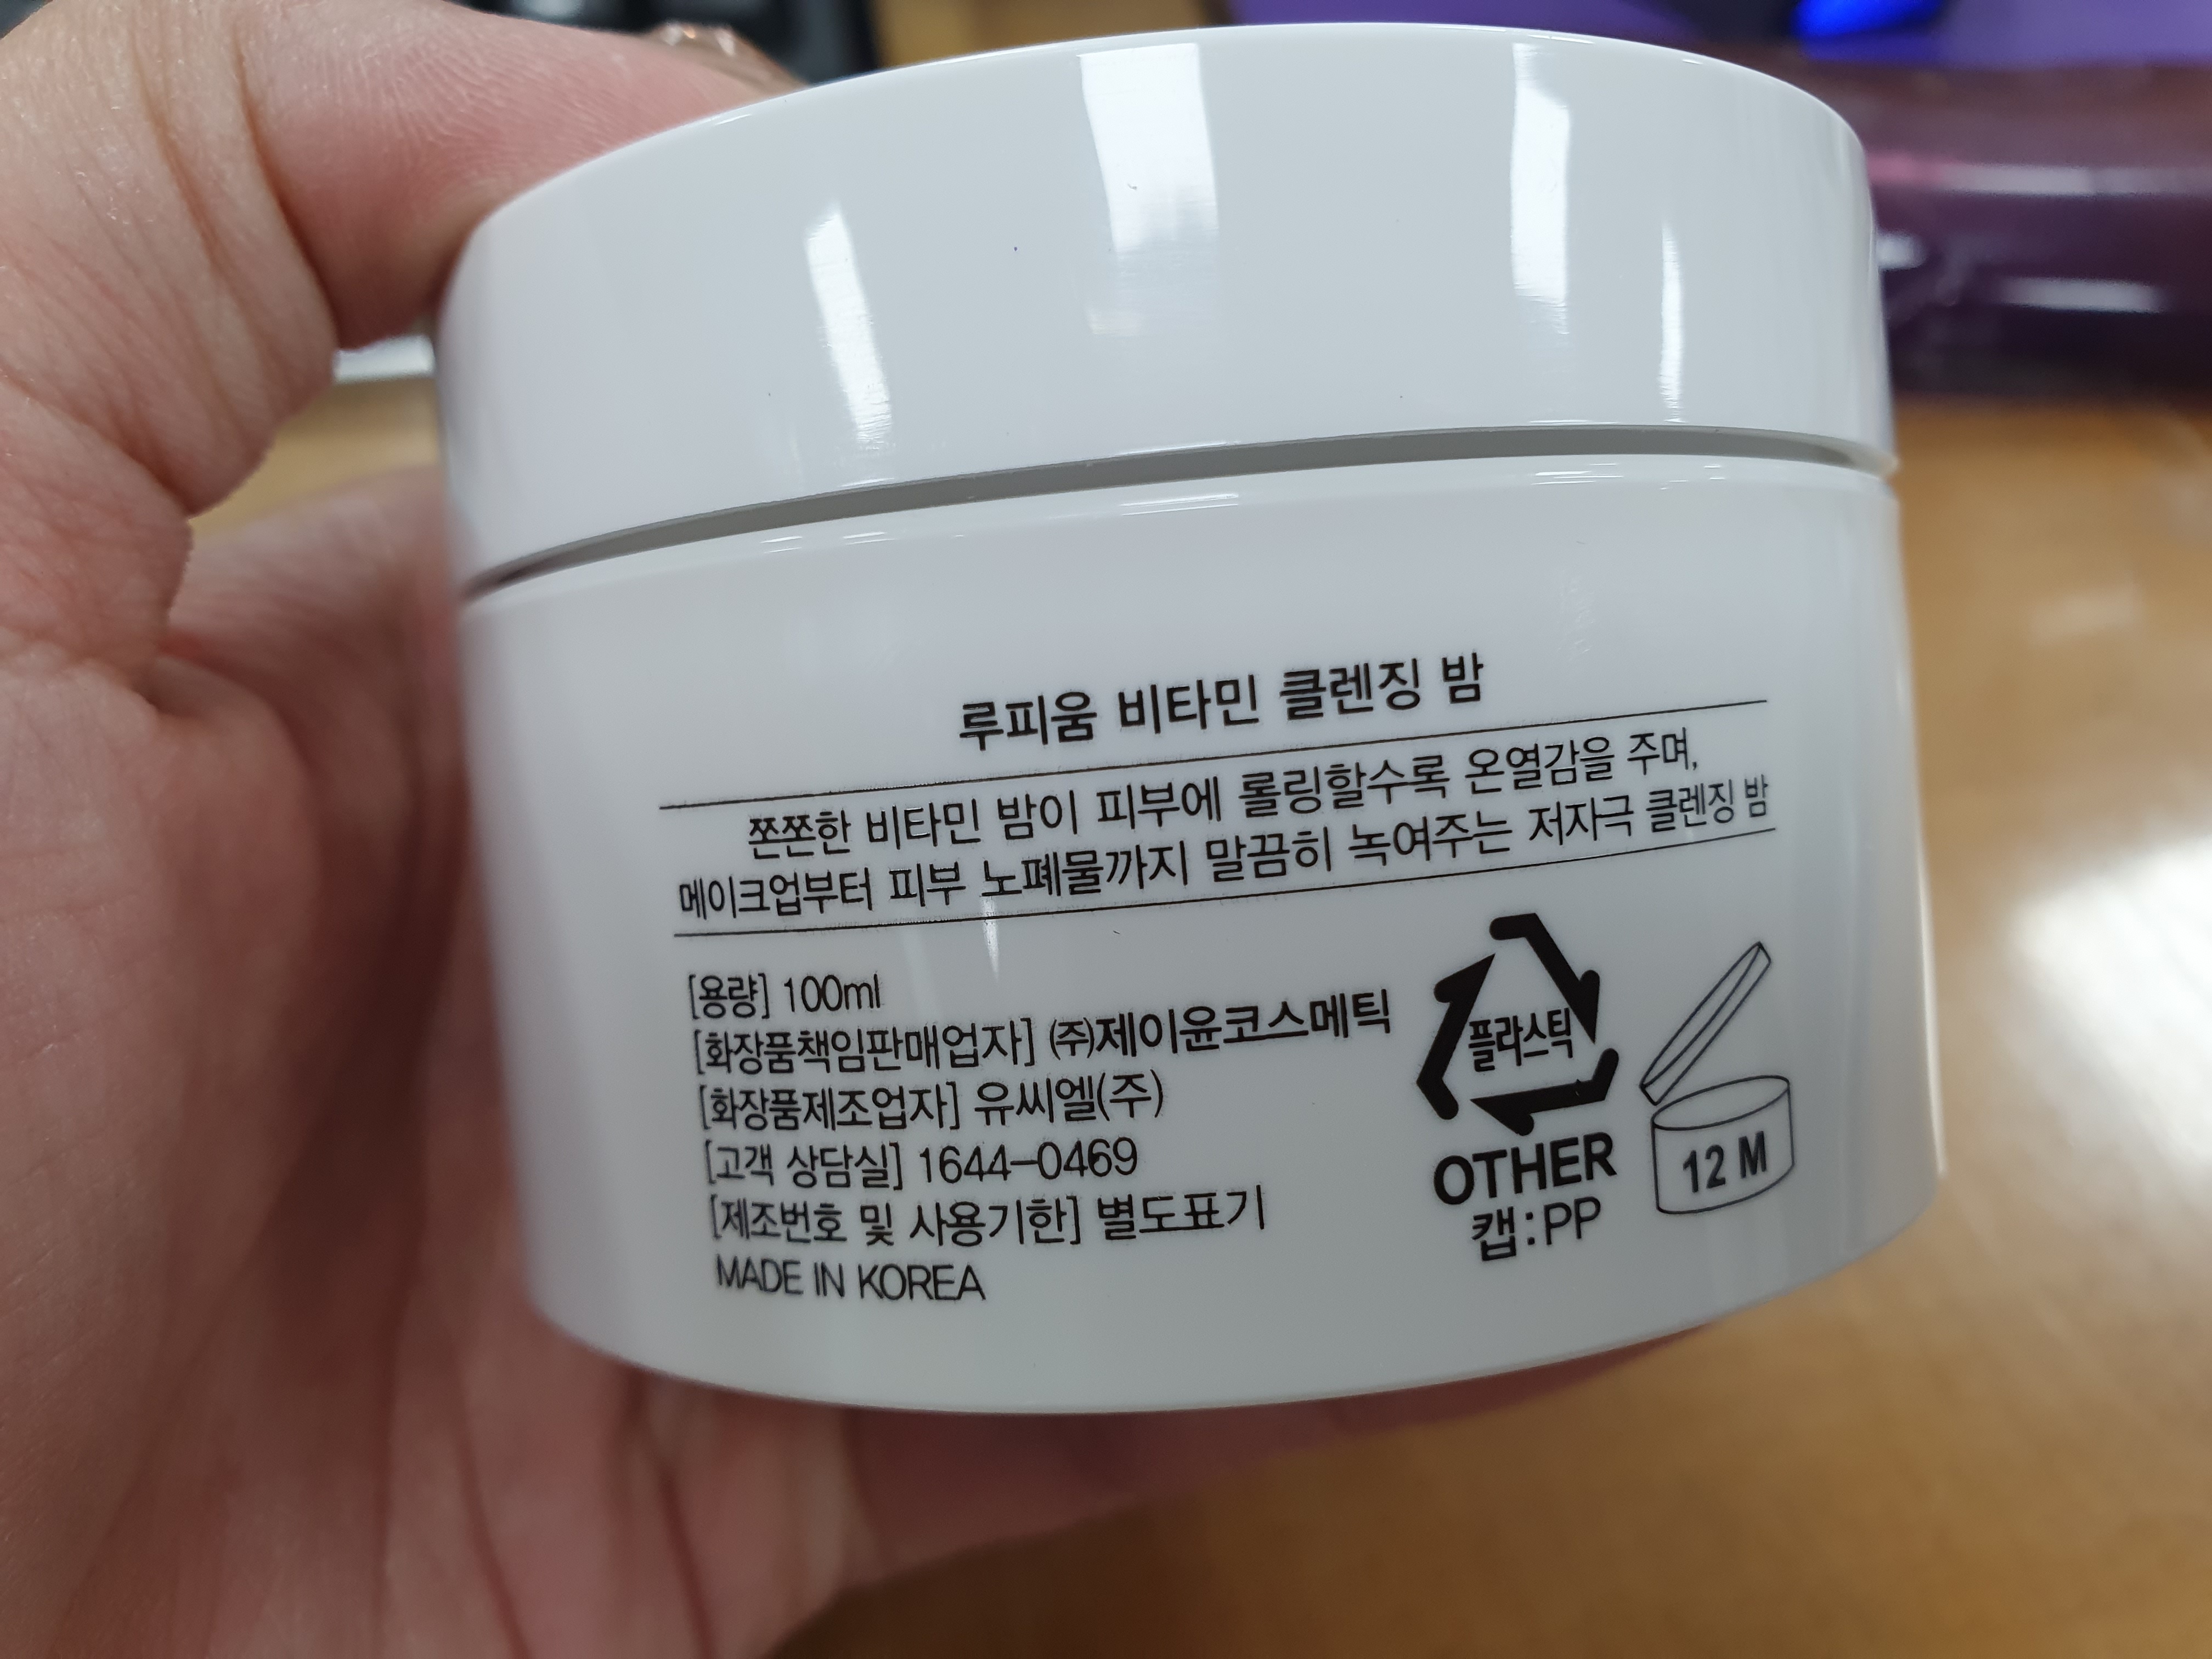 루피움 비타민 클렌징 밤
쫀쫀한 비타민 밤이 피부에 롤링할수록 온열감을 주며,
메이크업부터 피부 노폐물까지 말끔히 녹여주는 저자극 클렌징 밤
[용량] 100ml
[화장품책임판매업자] ㈜제이윤코스메틱
[화장품제조업자] 유씨엘(주)
[고객 상담실] 1644-0469
[제조번호 및 사용기한] 별도표기
MADE IN KOREA
플라스틱
OTHER
캡:PP
12 M